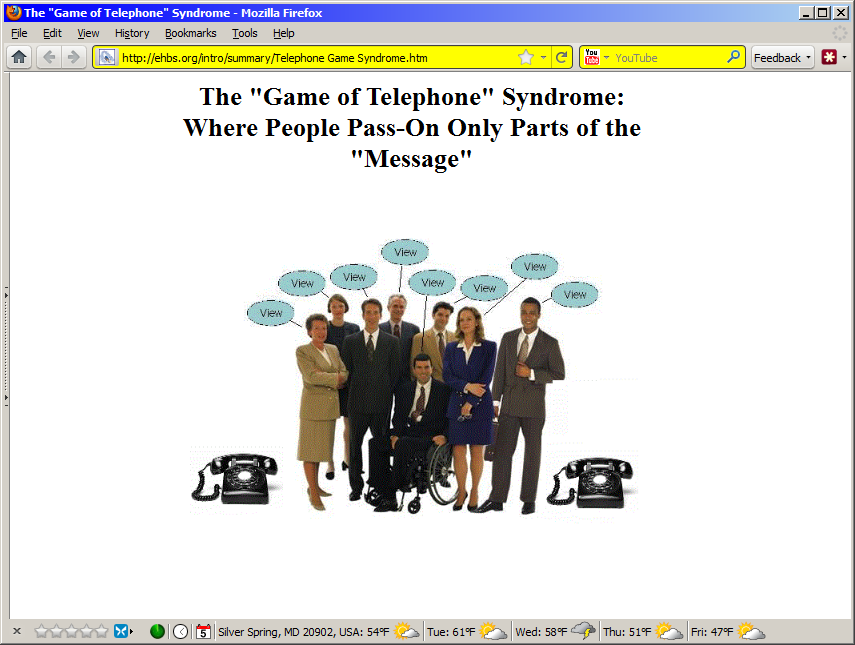 The "Game of Telephone" Syndrome - Mozilla Firefox
File Edit View History Bookmarks Tools Help
http://ehbs.org/intro/summary/Telephone Game Syndrome.htm You Tube YouTube Feedback
The "Game of Telephone" Syndrome:
Where People Pass-On Only Parts of the
"Message"
View
View
View
View
View
View
View
View
5 Silver Spring, MD 20902, USA: 54°F Tue: 61°F Wed: 58°F Thu: 51°F Fri: 47°F